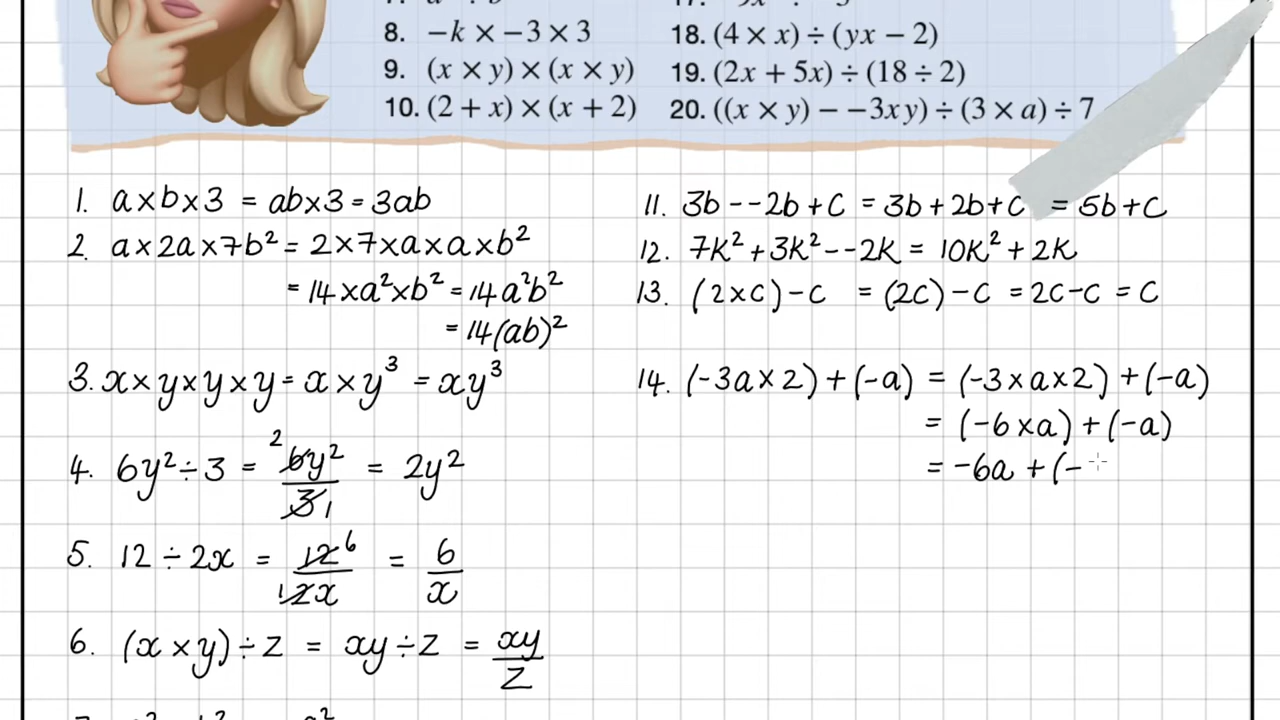 8. −k × −3 × 3
9. (x × y) × (x × y)
10. (2 + x) × (x + 2)
18. (4 × x) ÷ (yx − 2)
19. (2x + 5x) ÷ (18 ÷ 2)
20. ((x × y) − −3xy) ÷ (3 × a) ÷ 7
1. a×b×3 = ab×3 = 3ab
2. a×2a×7b² = 2×7×a×a×b²
= 14×a²×b² = 14a²b²
= 14(ab)²
3. x×y×y×y = x×y³ = xy³
4. 6y²÷3 = 2 6y² / 3 1 = 2y²
5. 12÷2x = 12 6 / 1 2x = 6/x
6. (x×y)÷z = xy÷z = xy/z
11. 3b--2b+c = 3b+2b+c = 5b+c
12. 7k²+3k²--2k = 10k²+2k
13. (2×c)-c = (2c)-c = 2c-c = c
14. (-3a×2)+(-a) = (-3×a×2)+(-a)
= (-6×a)+(-a)
= -6a+(-